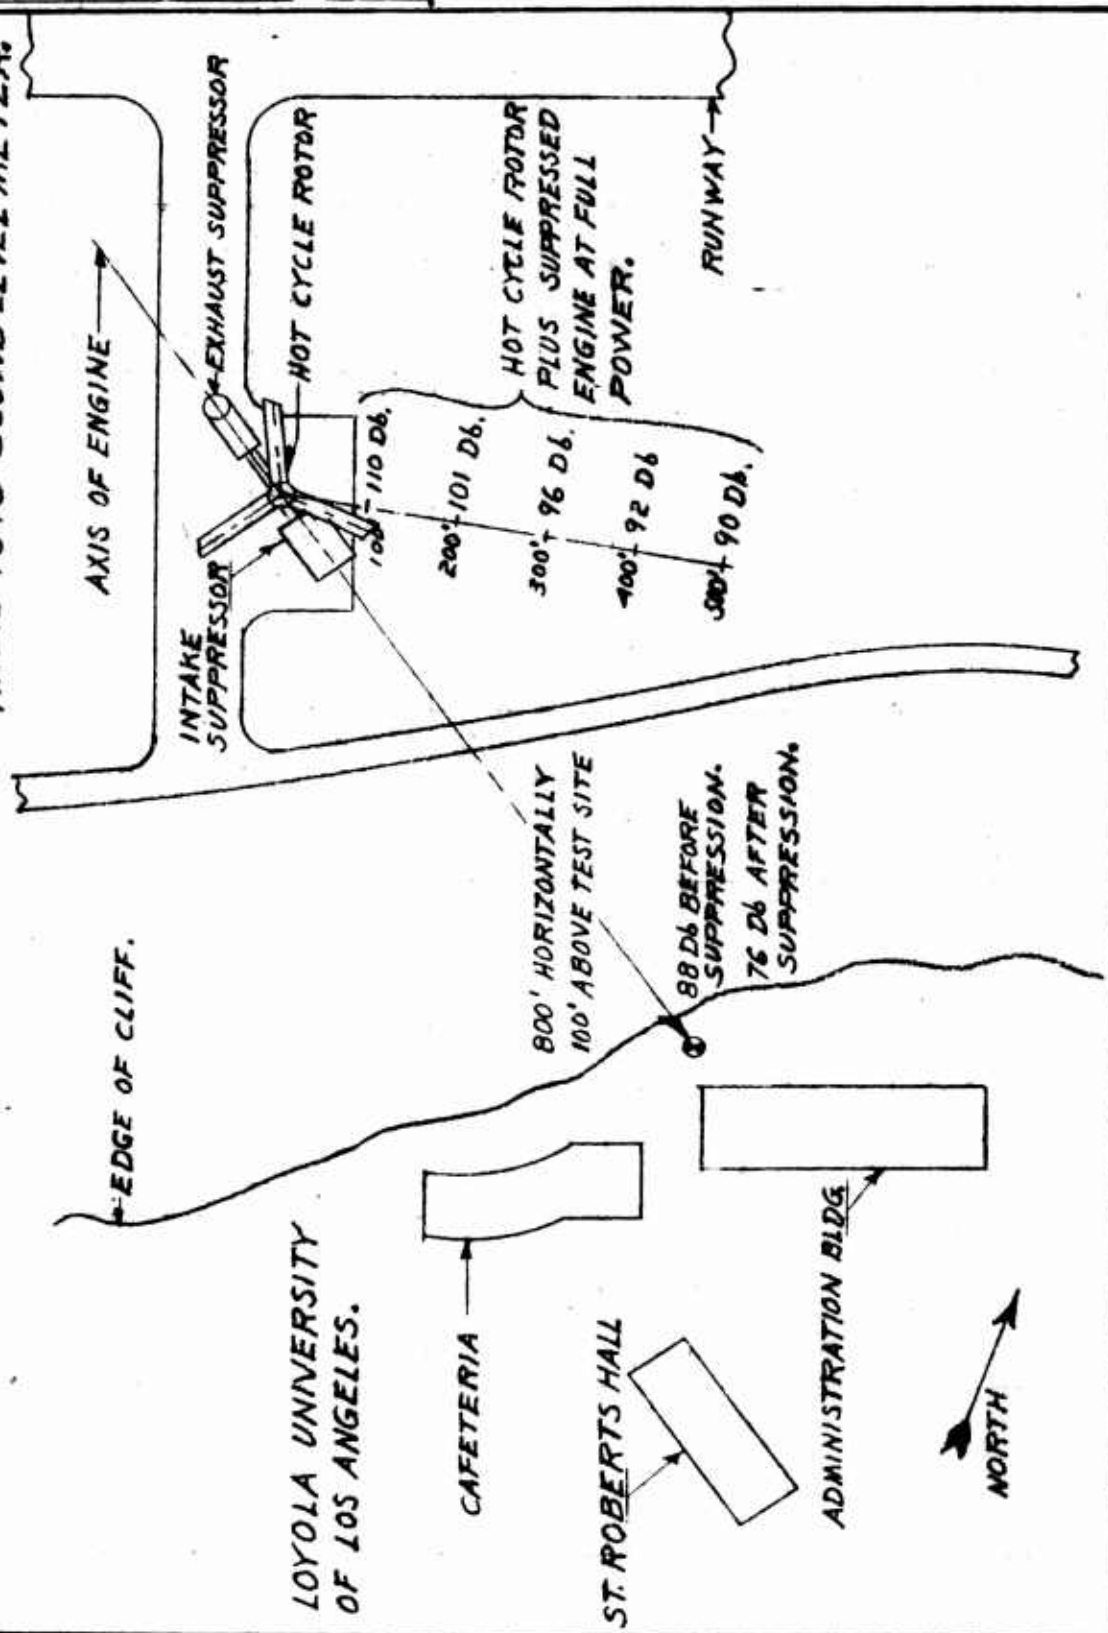 AXIS OF ENGINE
EXHAUST SUPPRESSOR
HOT CYCLE ROTOR
INTAKE
SUPPRESSOR
100' 110 Db.
200' 101 Db.
300' 96 Db.
400' 92 Db
500' 90 Db.
HOT CYCLE ROTOR
PLUS SUPPRESSED
ENGINE AT FULL
POWER.
RUNWAY
EDGE OF CLIFF.
800' HORIZONTALLY
100' ABOVE TEST SITE
88 Db BEFORE
SUPPRESSION.
76 Db AFTER
SUPPRESSION.
LOYOLA UNIVERSITY
OF LOS ANGELES.
CAFETERIA
ST. ROBERTS HALL
ADMINISTRATION BLDG.
NORTH